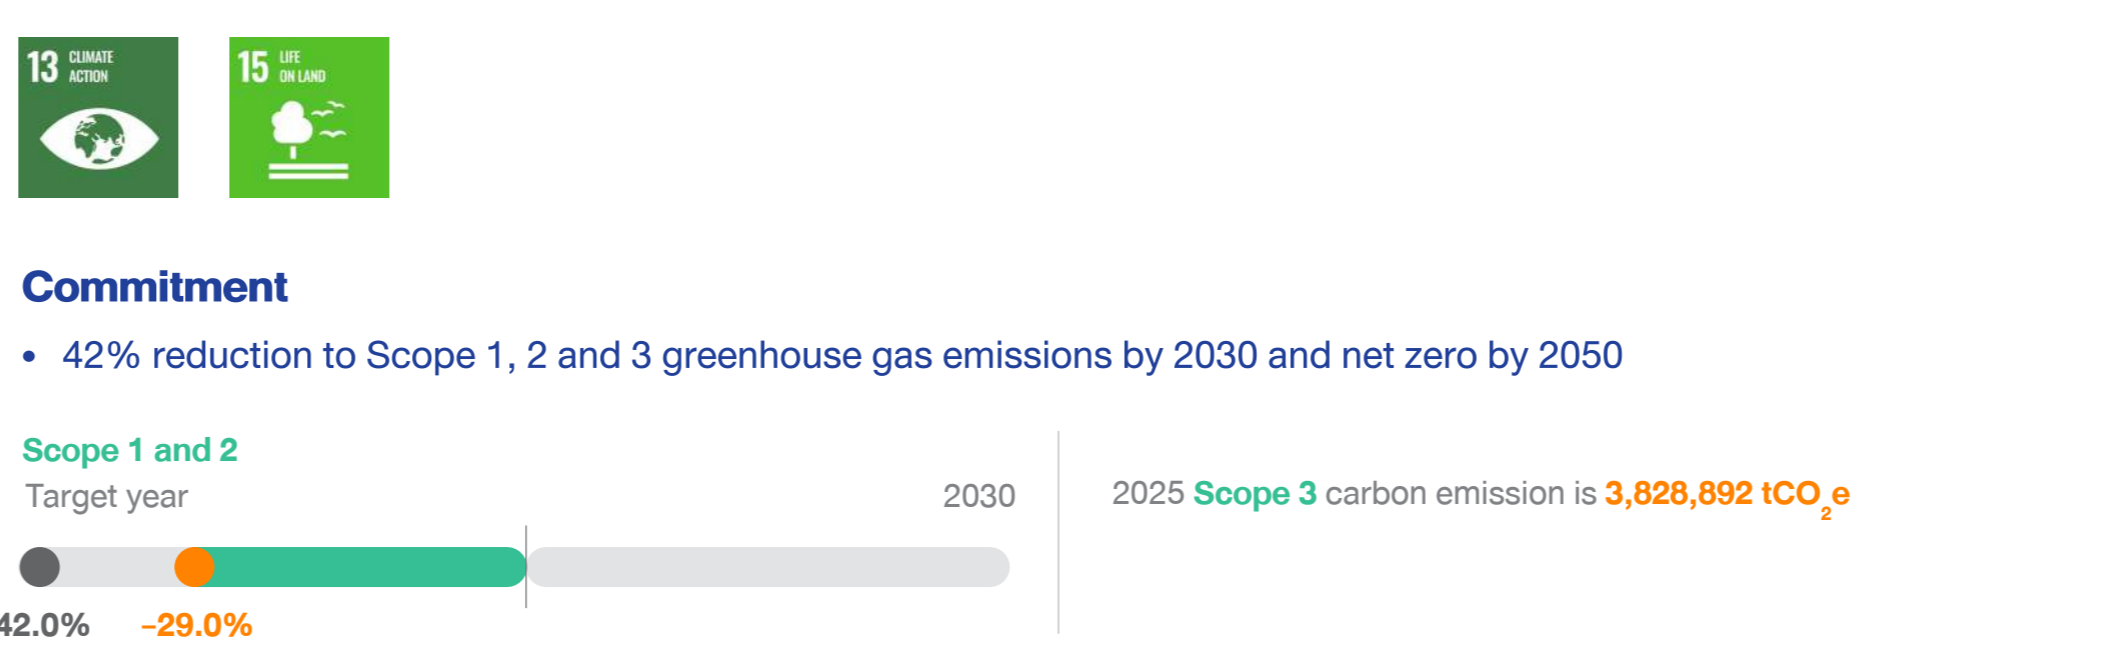 13 CLIMATE
ACTION
15 LIFE
ON LAND
Commitment
• 42% reduction to Scope 1, 2 and 3 greenhouse gas emissions by 2030 and net zero by 2050
Scope 1 and 2
Target year 2030
42.0% –29.0%
2025 Scope 3 carbon emission is 3,828,892 tCO₂e